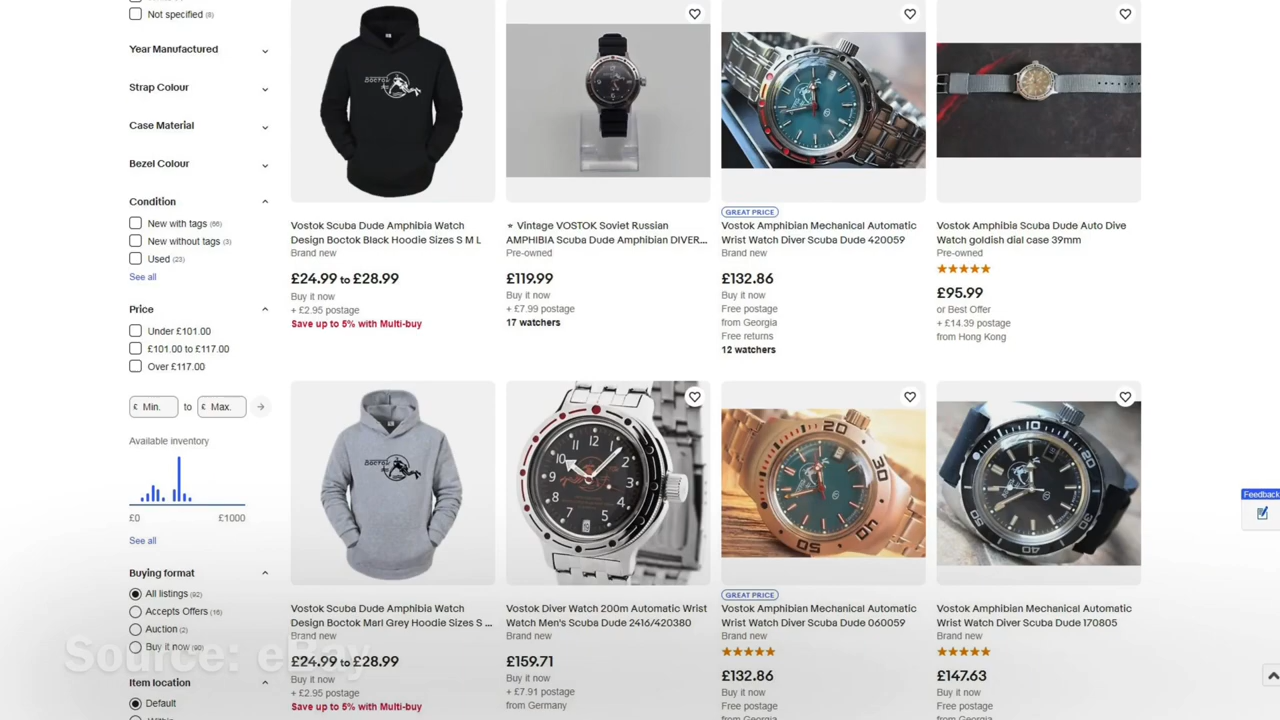 Not specified (8)
Year Manufactured
Strap Colour
Case Material
Bezel Colour
Condition
New with tags (66)
New without tags (3)
Used (23)
See all
Price
Under £101.00
£101.00 to £117.00
Over £117.00
£ Min. to £ Max.
Available inventory
£0 £1000
See all
Buying format
All listings (92)
Accepts Offers (16)
Auction (2)
Buy it now (90)
Item location
Default
Source: eBay
Vostok Scuba Dude Amphibia Watch
Design Boctok Black Hoodie Sizes S M L
Brand new
£24.99 to £28.99
Buy it now
+ £2.95 postage
Save up to 5% with Multi-buy
★ Vintage VOSTOK Soviet Russian
AMPHIBIA Scuba Dude Amphibian DIVER...
Pre-owned
£119.99
Buy it now
+ £7.99 postage
17 watchers
GREAT PRICE
Vostok Amphibian Mechanical Automatic
Wrist Watch Diver Scuba Dude 420059
Brand new
£132.86
Buy it now
Free postage
from Georgia
Free returns
12 watchers
Vostok Amphibia Scuba Dude Auto Dive
Watch goldish dial case 39mm
Pre-owned
£95.99
or Best Offer
+ £14.39 postage
from Hong Kong
Vostok Scuba Dude Amphibia Watch
Design Boctok Marl Grey Hoodie Sizes S ...
Brand new
£24.99 to £28.99
Buy it now
+ £2.95 postage
Save up to 5% with Multi-buy
Vostok Diver Watch 200m Automatic Wrist
Watch Men's Scuba Dude 2416/420380
Brand new
£159.71
Buy it now
+ £7.91 postage
from Germany
GREAT PRICE
Vostok Amphibian Mechanical Automatic
Wrist Watch Diver Scuba Dude 060059
Brand new
£132.86
Buy it now
Free postage
from Georgia
Vostok Amphibian Mechanical Automatic
Wrist Watch Diver Scuba Dude 170805
Brand new
£147.63
Buy it now
Free postage
from Georgia
Feedback